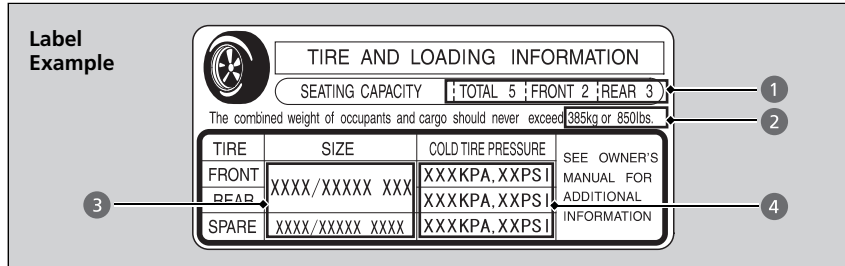 Label
Example
TIRE AND LOADING INFORMATION
SEATING CAPACITY TOTAL 5 FRONT 2 REAR 3
1
The combined weight of occupants and cargo should never exceed 385kg or 850lbs.
2
TIRE SIZE COLD TIRE PRESSURE
SEE OWNER'S
MANUAL FOR
ADDITIONAL
INFORMATION
FRONT XXXX/XXXXX XXX XXXKPA,XXPSI
REAR XXXKPA,XXPSI
3
4
SPARE XXXX/XXXXX XXXX XXXKPA,XXPSI